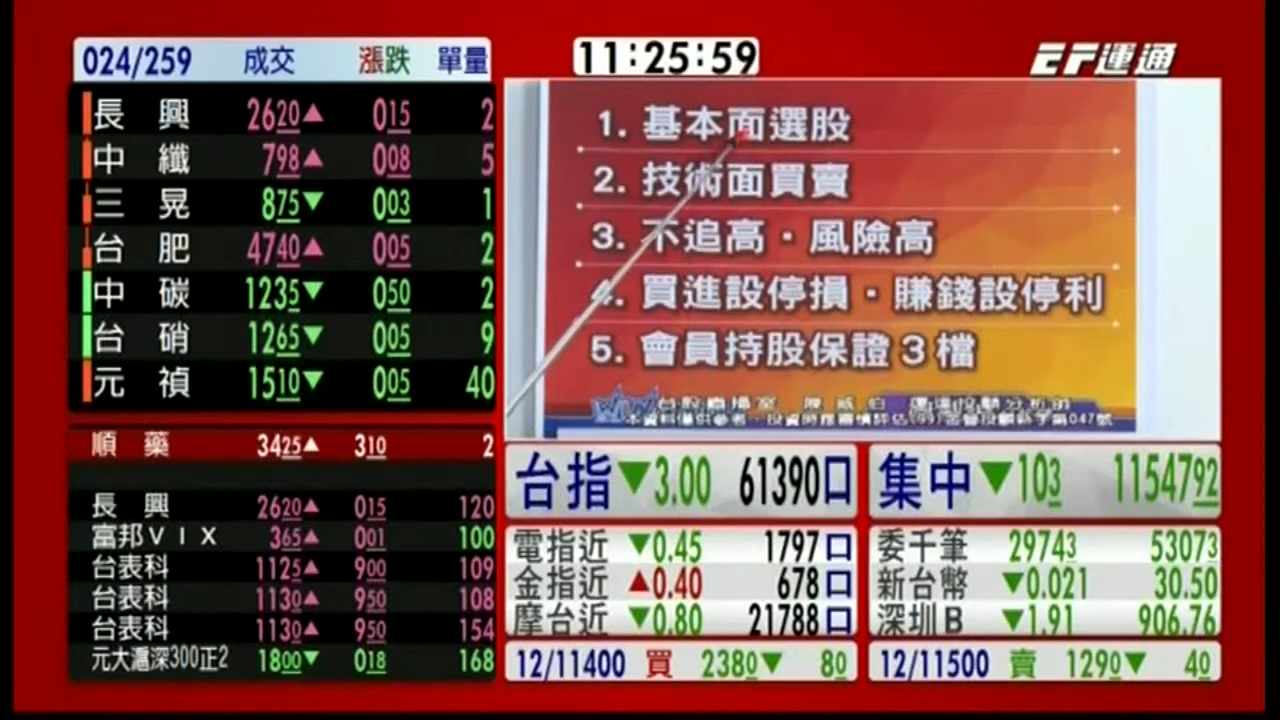 024/259 成交 漲跌 單量
11:25:59
EF運通
長興 2620▲ 015 2
中纖 798▲ 008 5
三晃 875▼ 003 1
台肥 4740▲ 005 2
中碳 1235▼ 050 2
台硝 1265▼ 005 9
元禎 1510▼ 005 40
順藥 3425▲ 310 2
長興 2620▲ 015 120
富邦VIX 365▲ 001 100
台表科 1125▲ 900 109
台表科 1130▲ 950 108
台表科 1130▲ 950 154
元大滬深300正2 1800▼ 018 168
1. 基本面選股
2. 技術面買賣
3. 不追高・風險高
4. 買進設停損・賺錢設停利
5. 會員持股保證3檔
台指▼3.00 61390口
電指近 ▼0.45 1797口
金指近 ▲0.40 678口
摩台近 ▼0.80 21788口
12/11400 買 2380▼ 80
集中▼103 1154792
委千筆 29743 53073
新台幣 ▼0.021 30.50
深圳B ▼1.91 906.76
12/11500 賣 1290▼ 40